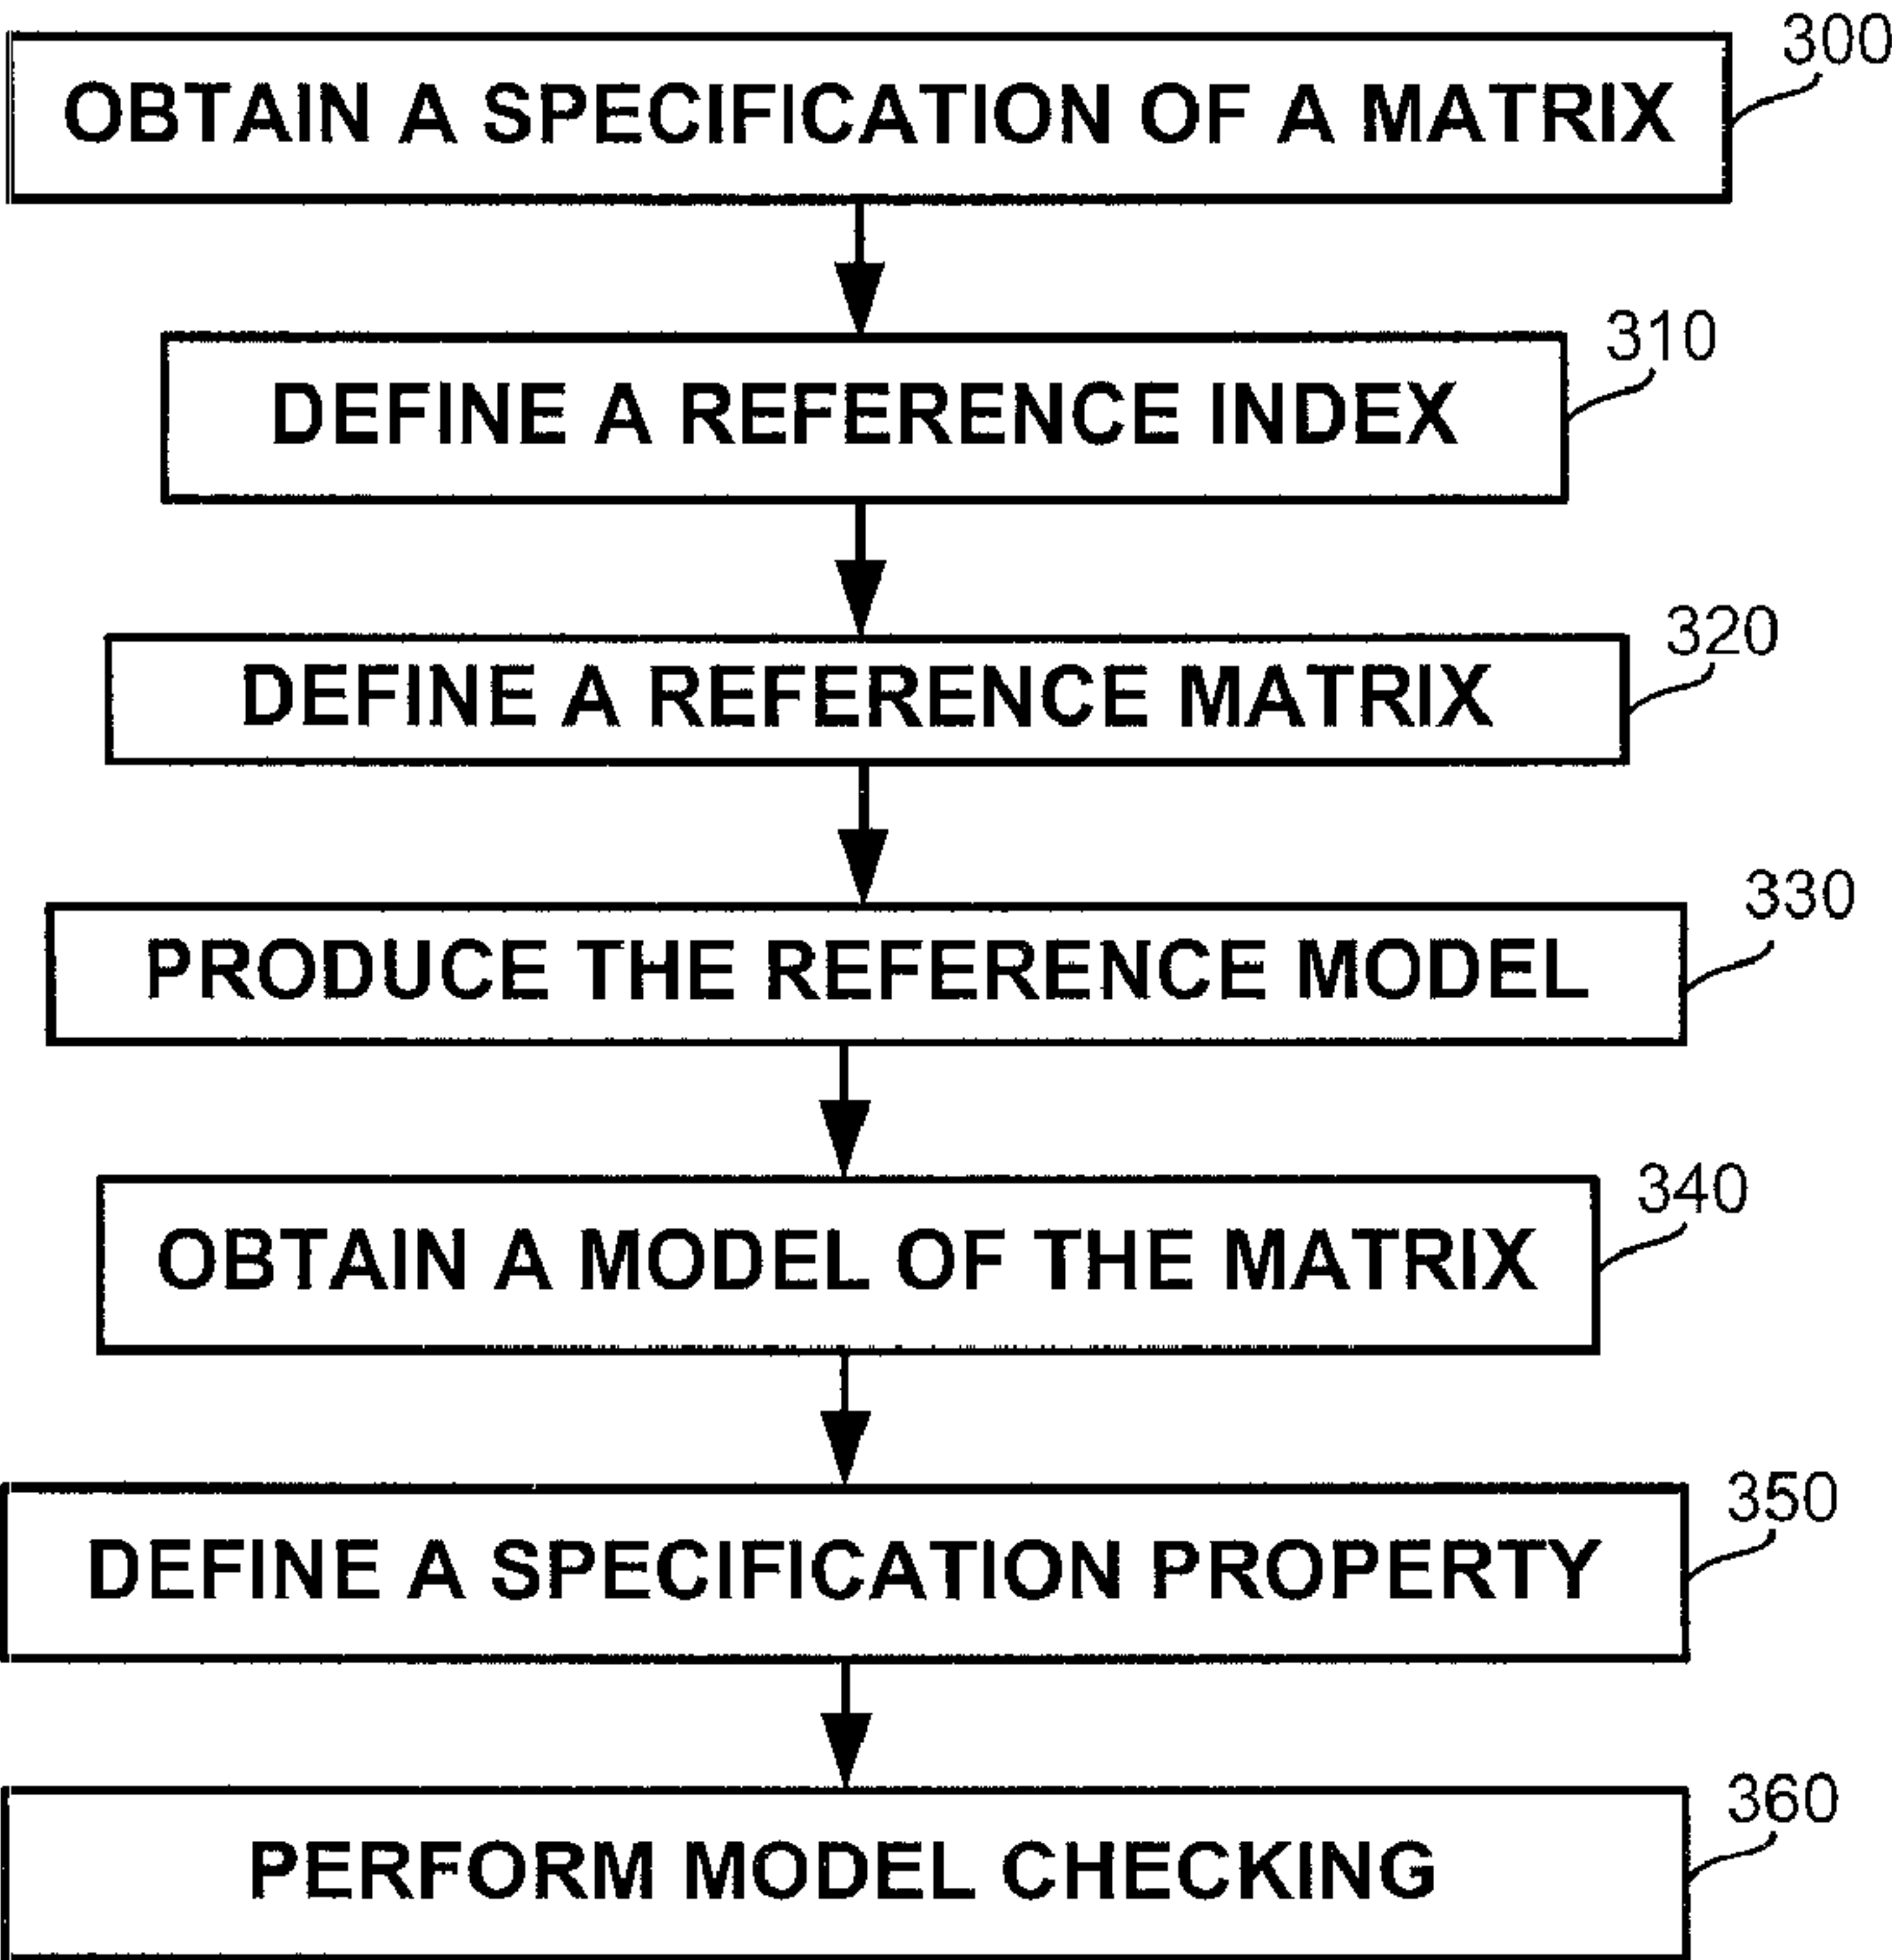 300
OBTAIN A SPECIFICATION OF A MATRIX
310
DEFINE A REFERENCE INDEX
320
DEFINE A REFERENCE MATRIX
330
PRODUCE THE REFERENCE MODEL
340
OBTAIN A MODEL OF THE MATRIX
350
DEFINE A SPECIFICATION PROPERTY
360
PERFORM MODEL CHECKING